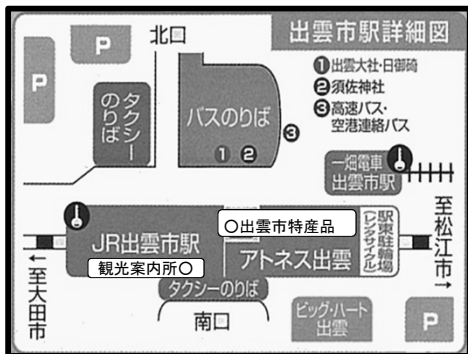 出雲市駅詳細図
P
北口
P
❶出雲大社・日御碕
❷須佐神社
❸高速バス・
空港連絡バス
タクシー
のりば
バスのりば
❶ ❷
❸
一畑電車
出雲市駅
至松江市→
○出雲市特産品
駅東駐輪場
(レンタサイクル)
JR出雲市駅
アトネス出雲
観光案内所○
←至大田市
タクシーのりば
南口
ビッグ・ハート
出雲
P